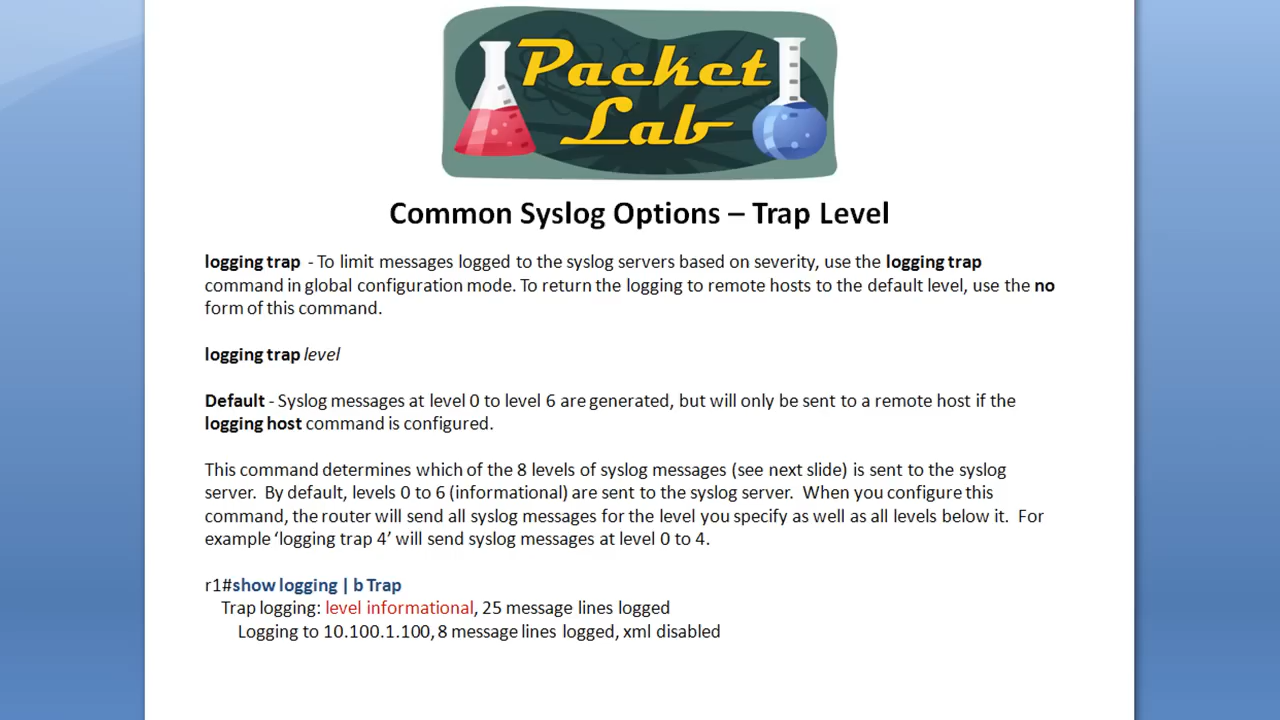 Packet
Lab
Common Syslog Options – Trap Level
logging trap - To limit messages logged to the syslog servers based on severity, use the logging trap
command in global configuration mode. To return the logging to remote hosts to the default level, use the no
form of this command.
logging trap level
Default - Syslog messages at level 0 to level 6 are generated, but will only be sent to a remote host if the
logging host command is configured.
This command determines which of the 8 levels of syslog messages (see next slide) is sent to the syslog
server. By default, levels 0 to 6 (informational) are sent to the syslog server. When you configure this
command, the router will send all syslog messages for the level you specify as well as all levels below it. For
example ‘logging trap 4’ will send syslog messages at level 0 to 4.
r1#show logging | b Trap
Trap logging: level informational, 25 message lines logged
Logging to 10.100.1.100, 8 message lines logged, xml disabled